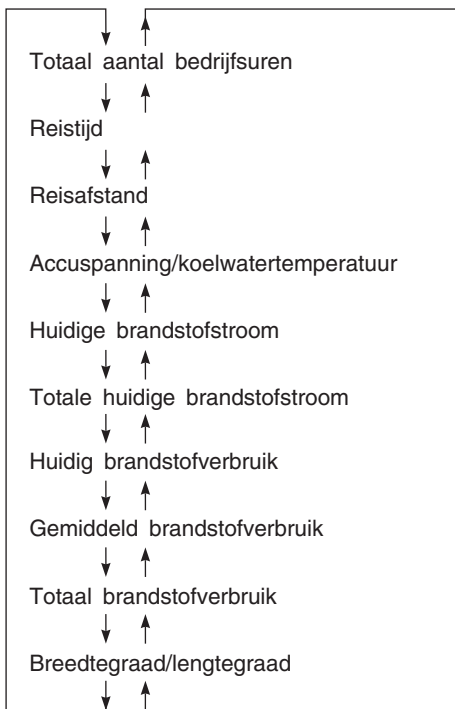 Totaal aantal bedrijfsuren
Reistijd
Reisafstand
Accuspanning/koelwatertemperatuur
Huidige brandstofstroom
Totale huidige brandstofstroom
Huidig brandstofverbruik
Gemiddeld brandstofverbruik
Totaal brandstofverbruik
Breedtegraad/lengtegraad